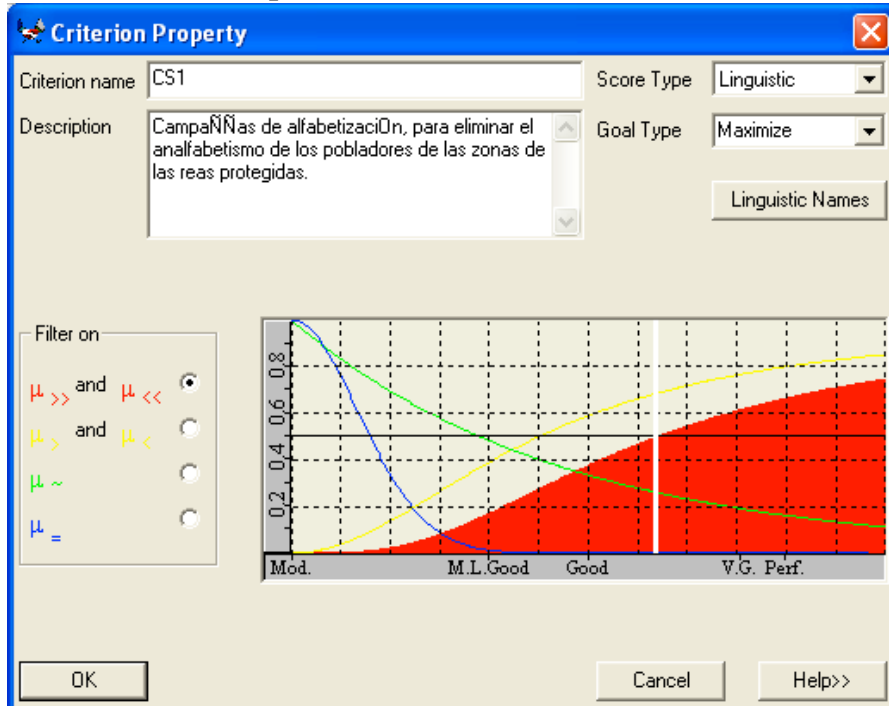 Criterion Property
Criterion name CS1 Score Type Linguistic
Description CampaÑÑas de alfabetizaciOn, para eliminar el Goal Type Maximize
analfabetismo de los pobladores de las zonas de
las reas protegidas.
Linguistic Names
Filter on
μ >> and μ <<
μ > and μ <
μ ~
μ =
0,8
0,6
0,4
0,2
Mod. M.L.Good Good V.G. Perf.
OK Cancel Help>>